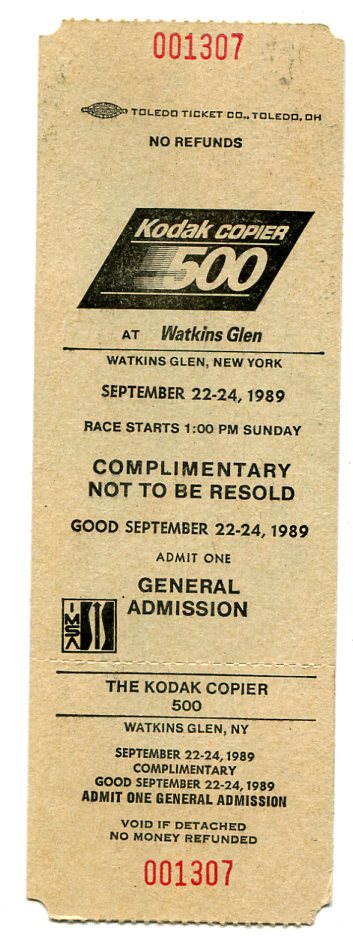 001307
TOLEDO TICKET CO., TOLEDO, OH
NO REFUNDS
Kodak COPIER
500
AT Watkins Glen
WATKINS GLEN, NEW YORK
SEPTEMBER 22-24, 1989
RACE STARTS 1:00 PM SUNDAY
COMPLIMENTARY
NOT TO BE RESOLD
GOOD SEPTEMBER 22-24, 1989
ADMIT ONE
GENERAL
ADMISSION
IMSA
THE KODAK COPIER
500
WATKINS GLEN, NY
SEPTEMBER 22-24, 1989
COMPLIMENTARY
GOOD SEPTEMBER 22-24, 1989
ADMIT ONE GENERAL ADMISSION
VOID IF DETACHED
NO MONEY REFUNDED
001307